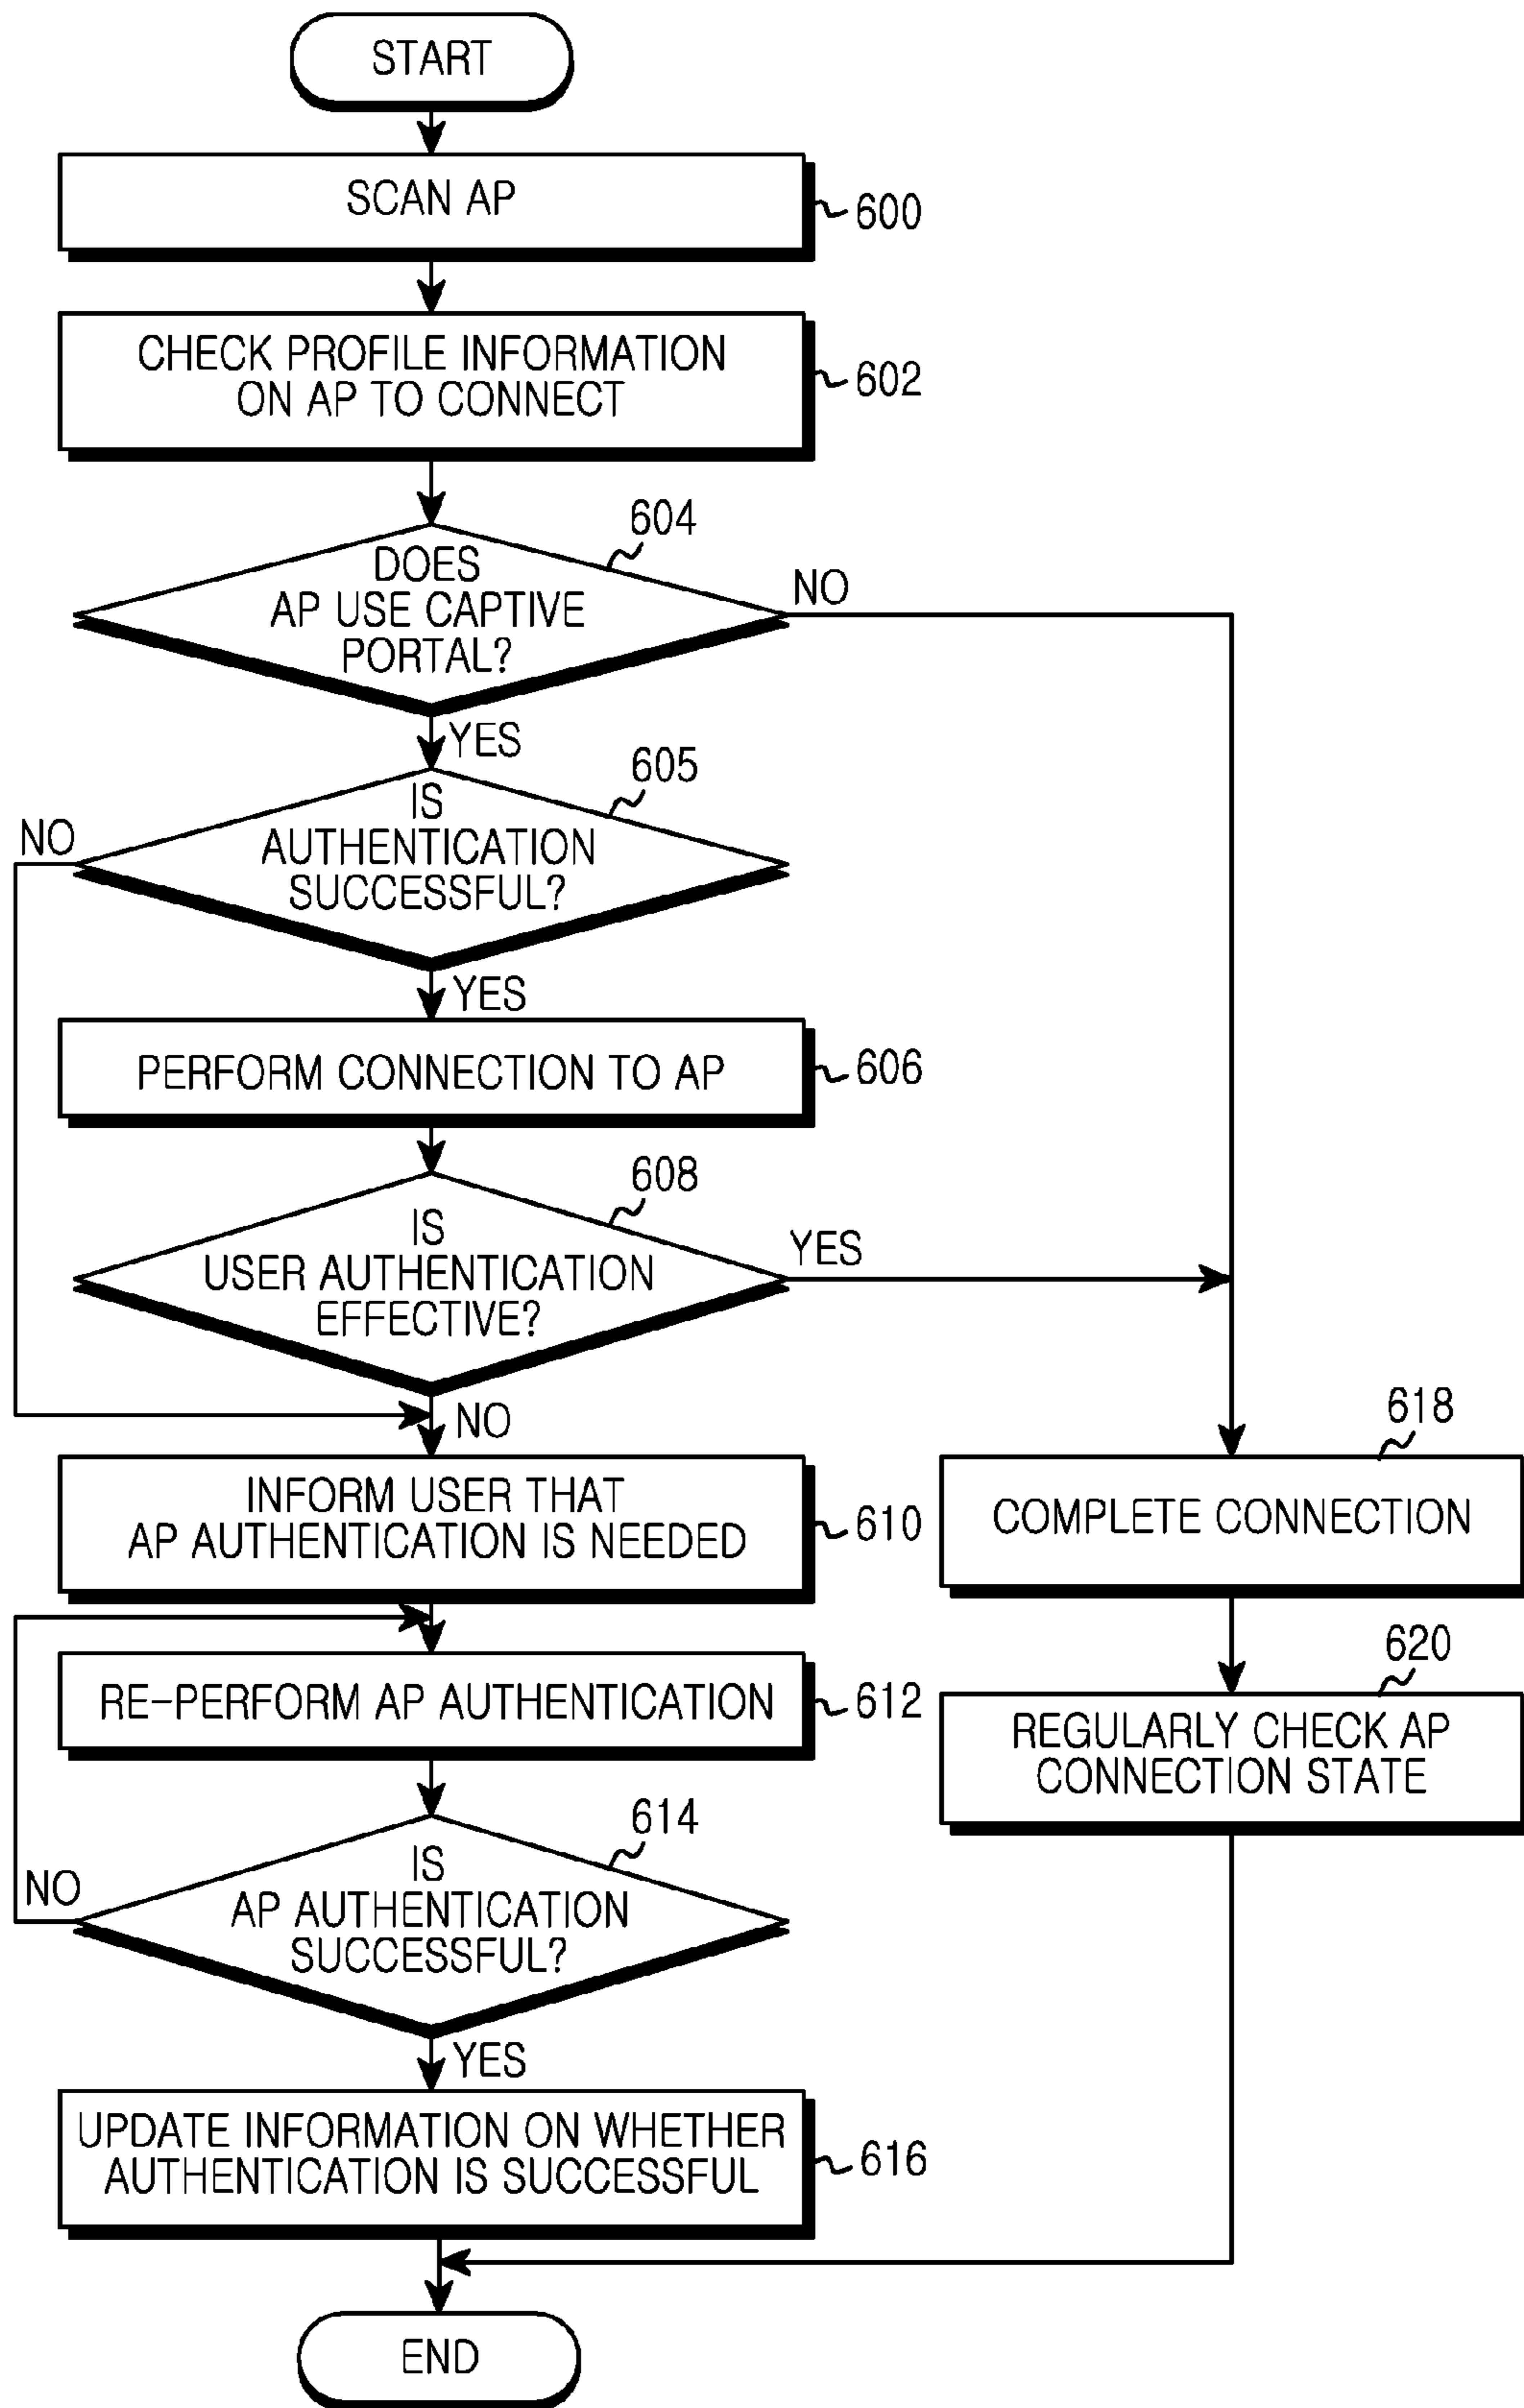 START
SCAN AP
600
CHECK PROFILE INFORMATION
ON AP TO CONNECT
602
604
DOES
AP USE CAPTIVE
PORTAL?
NO
YES
605
IS
AUTHENTICATION
SUCCESSFUL?
NO
YES
PERFORM CONNECTION TO AP
606
608
IS
USER AUTHENTICATION
EFFECTIVE?
YES
NO
INFORM USER THAT
AP AUTHENTICATION IS NEEDED
610
618
COMPLETE CONNECTION
RE-PERFORM AP AUTHENTICATION
612
620
REGULARLY CHECK AP
CONNECTION STATE
614
IS
AP AUTHENTICATION
SUCCESSFUL?
NO
YES
UPDATE INFORMATION ON WHETHER
AUTHENTICATION IS SUCCESSFUL
616
END